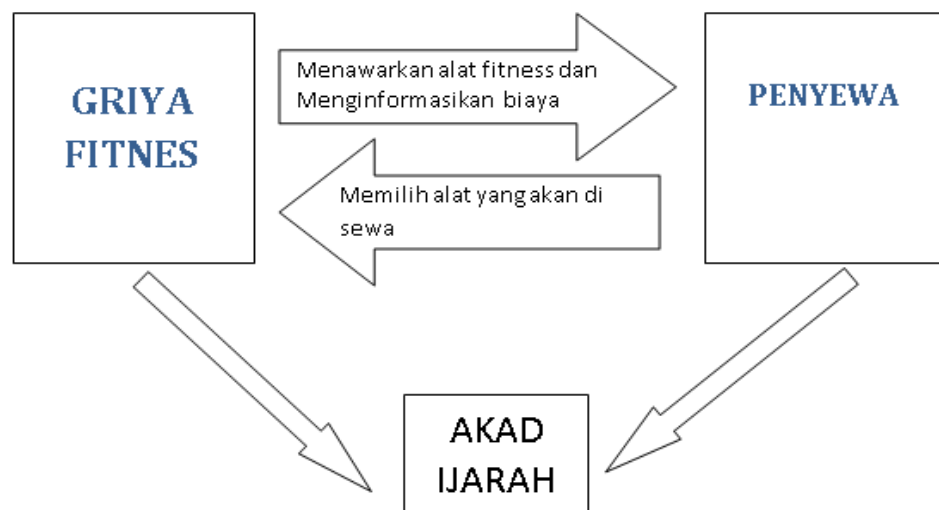 GRIYA
FITNES
Menawarkan alat fitness dan
Menginformasikan biaya
PENYEWA
Memilih alat yang akan di
sewa
AKAD
IJARAH